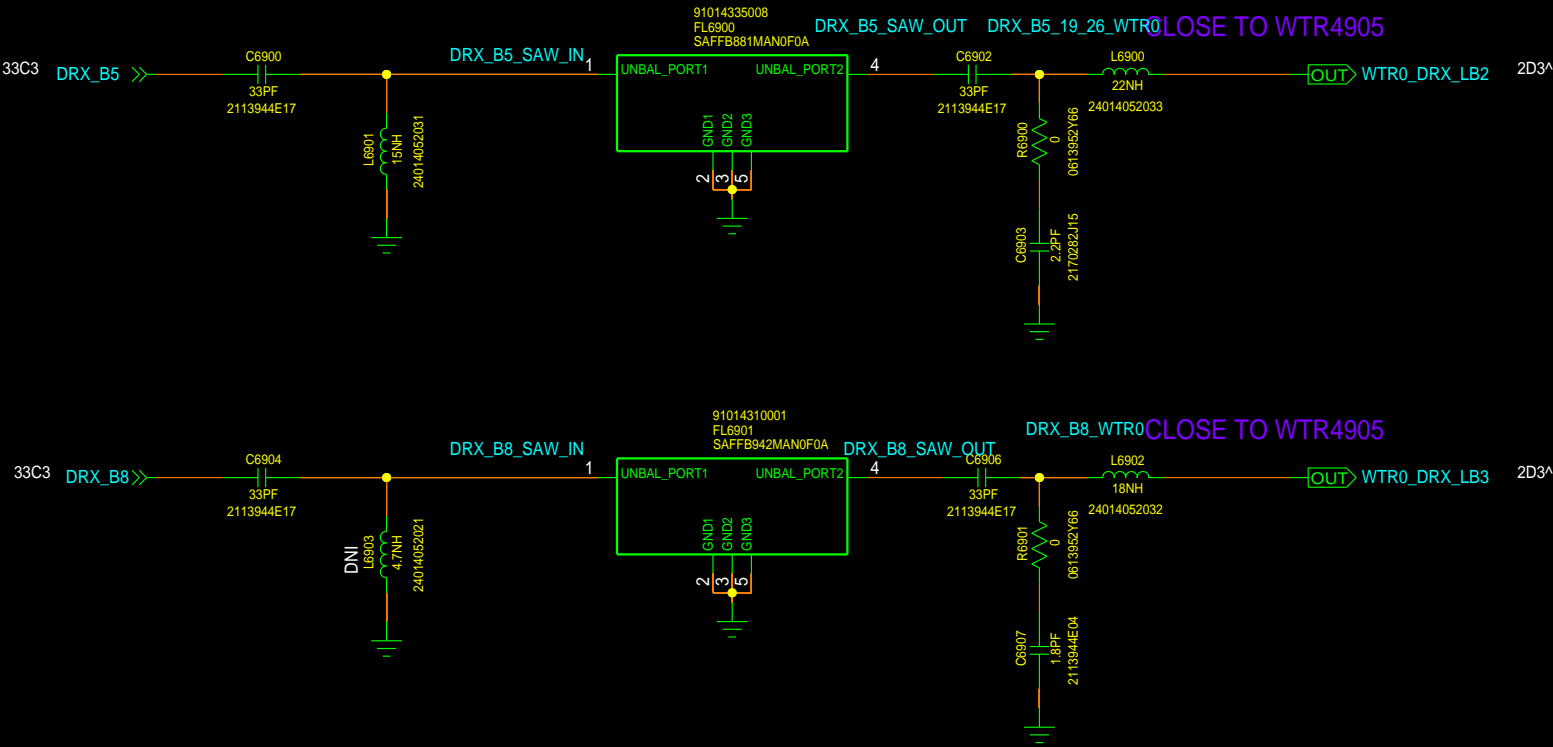 91014335008
FL6900
SAFFB881MAN0F0A
DRX_B5_SAW_OUT
DRX_B5_19_26_WTR0
CLOSE TO WTR4905
33C3
DRX_B5
C6900
33PF
2113944E17
DRX_B5_SAW_IN
1
UNBAL_PORT1
UNBAL_PORT2
4
C6902
33PF
2113944E17
L6900
22NH
24014052033
OUT
WTR0_DRX_LB2
2D3^
L6901
15NH
24014052031
GND1
GND2
GND3
2
3
5
R6900
0
0613952Y66
C6903
2.2PF
2170282J15
91014310001
FL6901
SAFFB942MAN0F0A
DRX_B8_SAW_OUT
DRX_B8_WTR0
CLOSE TO WTR4905
33C3
DRX_B8
C6904
33PF
2113944E17
DRX_B8_SAW_IN
1
UNBAL_PORT1
UNBAL_PORT2
4
C6906
33PF
2113944E17
L6902
18NH
24014052032
OUT
WTR0_DRX_LB3
2D3^
DNI
L6903
4.7NH
24014052021
GND1
GND2
GND3
2
3
5
R6901
0
0613952Y66
C6907
1.8PF
2113944E04